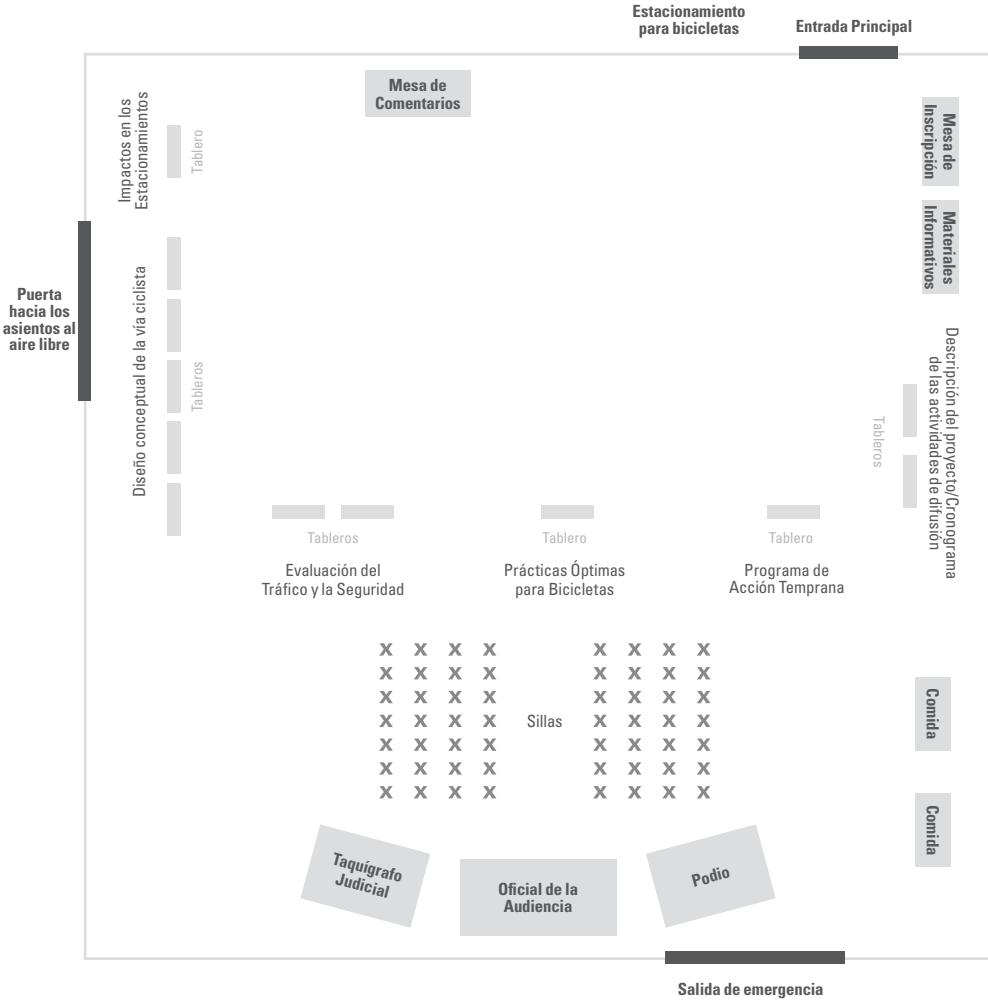 Estacionamiento
para bicicletas
Entrada Principal
Mesa de
Comentarios
Impactos en los
Estacionamientos
Tablero
Mesa de
Inscripción
Materiales
Informativos
Puerta
hacia los
asientos al
aire libre
Diseño conceptual de la vía ciclista
Tableros
Descripción del proyecto/Cronograma
de las actividades de difusión
Tableros
Tableros
Evaluación del
Tráfico y la Seguridad
Tablero
Prácticas Óptimas
para Bicicletas
Tablero
Programa de
Acción Temprana
X X X X X X X X
X X X X X X X X
X X X X X X X X
X X X X Sillas X X X X
X X X X X X X X
X X X X X X X X
X X X X X X X X
Comida
Comida
Taquígrafo
Judicial
Oficial de la
Audiencia
Podio
Salida de emergencia